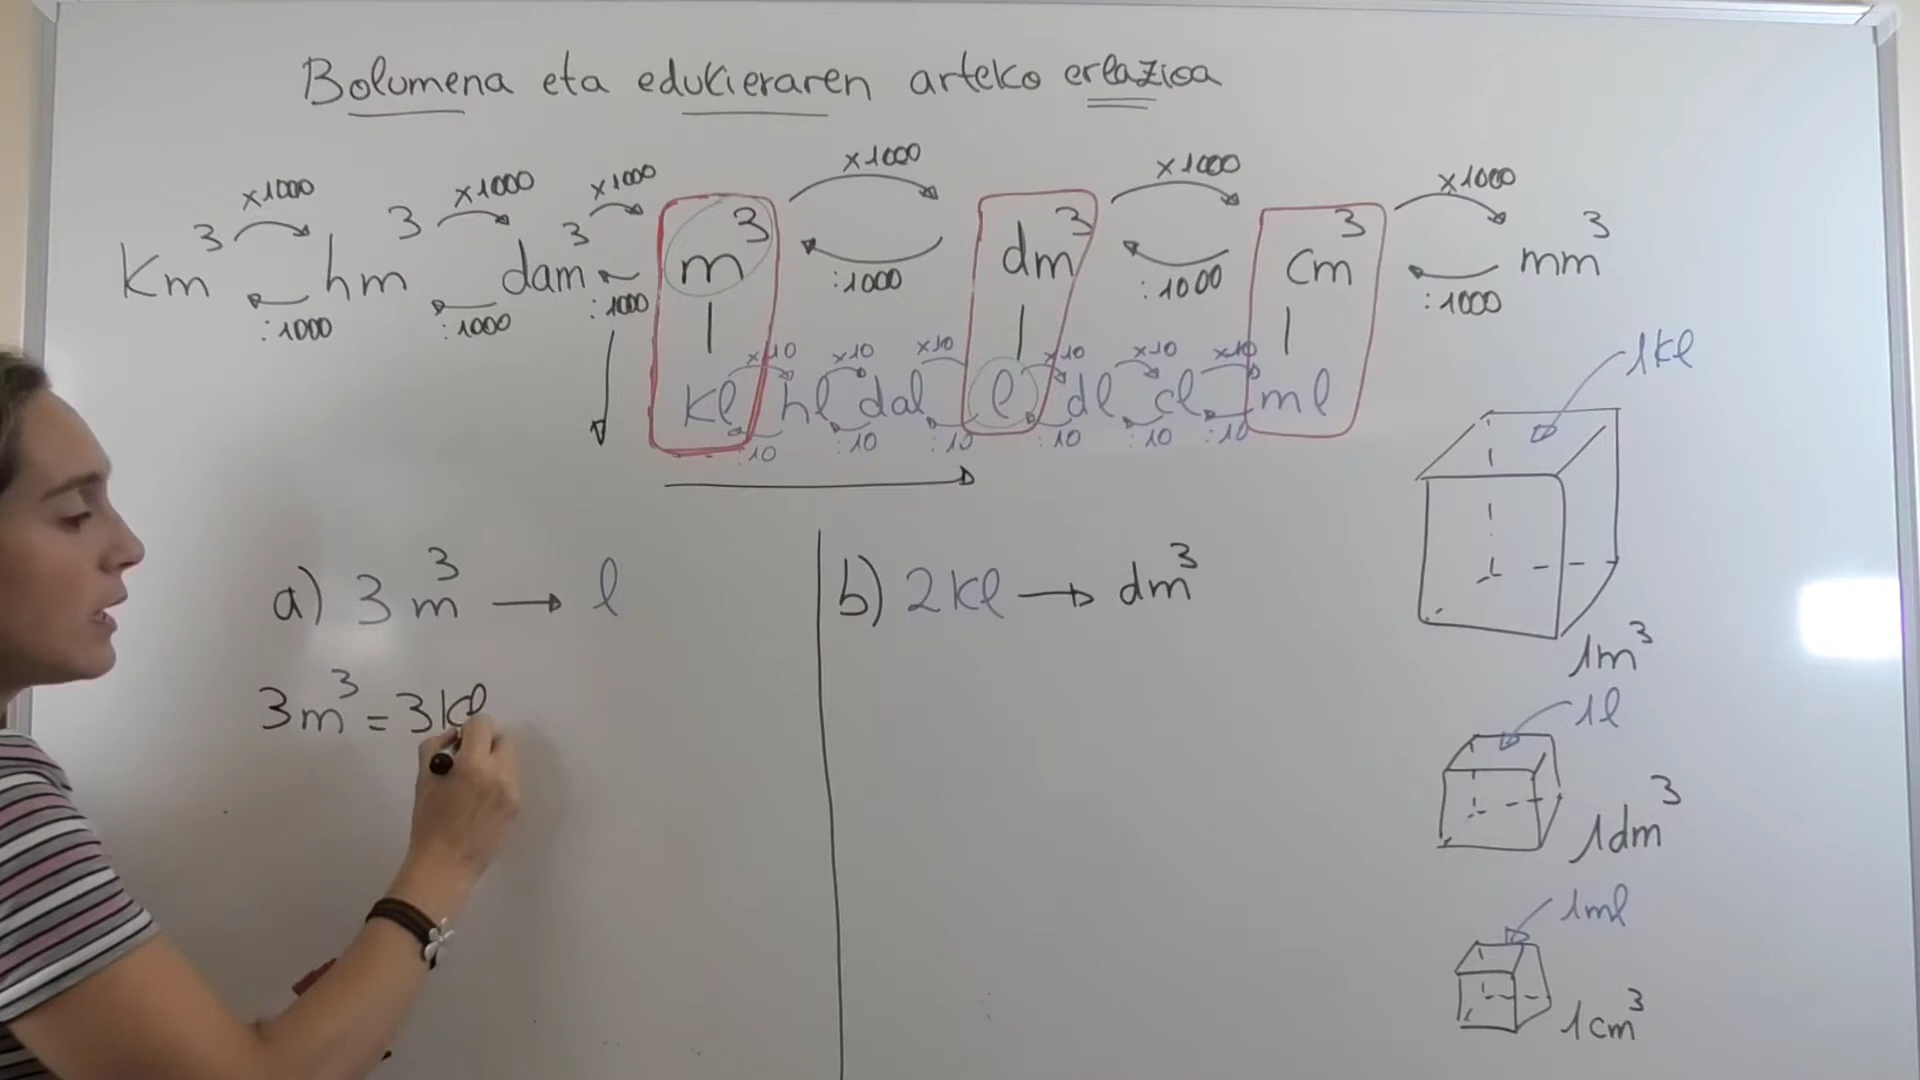 Bolumena eta edukieraren arteko erlazioa
x1000 x1000 x1000 x1000 x1000 x1000
Km³ hm³ dam³ m³ dm³ cm³ mm³
:1000 :1000 :1000 :1000 :1000 :1000
x10 x10 x10 x10 x10 x10
kl hl dal l dl cl ml
:10 :10 :10 :10 :10 :10
1kl
1m³
a) 3m³ → l
b) 2kl → dm³
3m³ = 3kl
1l
1dm³
1ml
1cm³